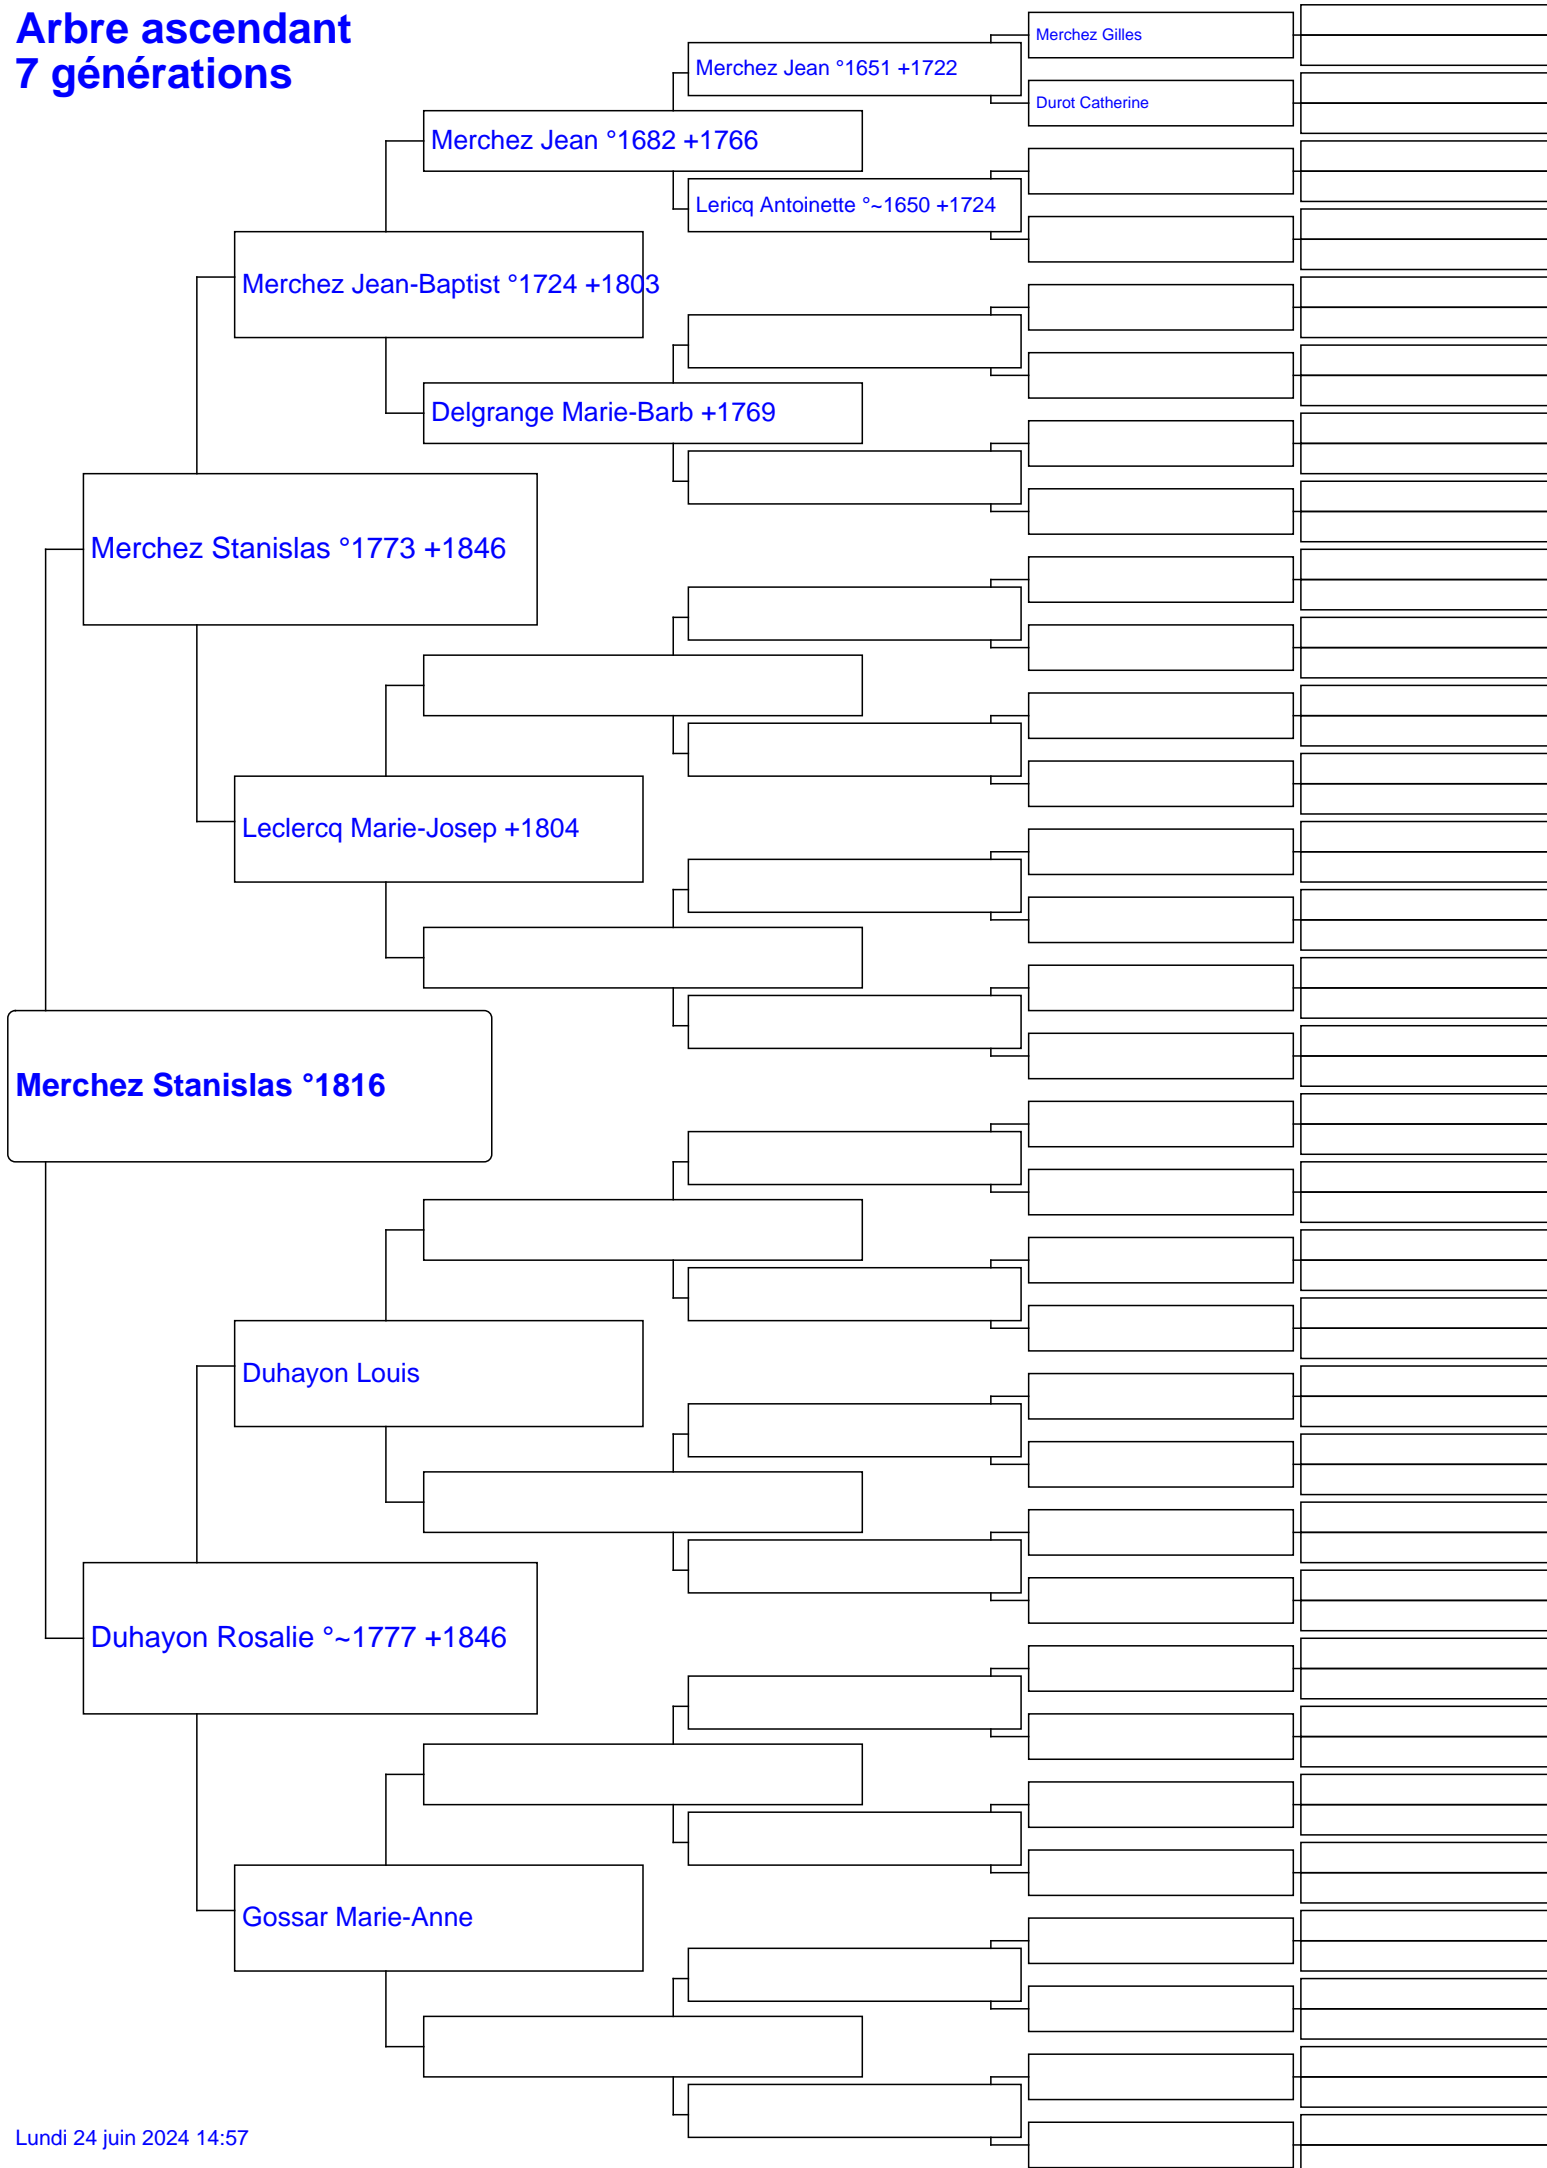 Arbre ascendant
7 générations
Merchez Gilles
Merchez Jean °1651 +1722
Durot Catherine
Merchez Jean °1682 +1766
Lericq Antoinette °~1650 +1724
Merchez Jean-Baptist °1724 +1803
Delgrange Marie-Barb +1769
Merchez Stanislas °1773 +1846
Leclercq Marie-Josep +1804
Merchez Stanislas °1816
Duhayon Louis
Duhayon Rosalie °~1777 +1846
Gossar Marie-Anne
Lundi 24 juin 2024 14:57